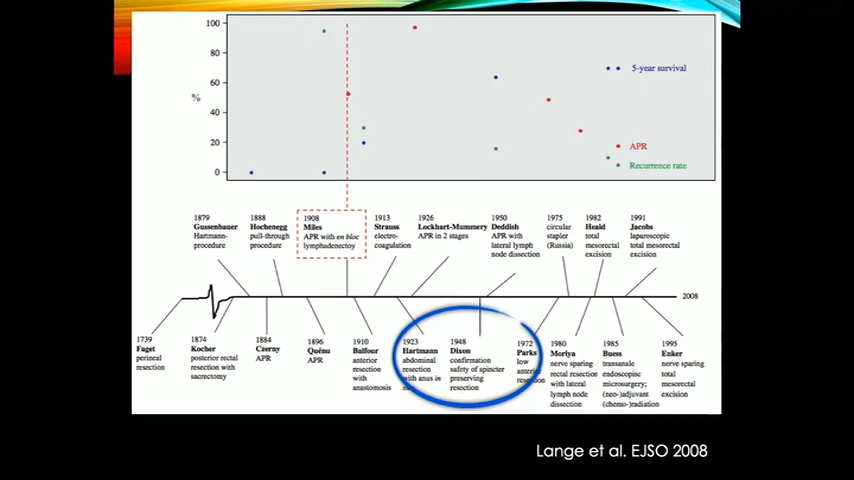 100
80
60
%
40
20
0
5-year survival
APR
Recurrence rate
1879
Gussenbauer
Hartmann-
procedure
1888
Hochenegg
pull-through
procedure
1908
Miles
APR with en bloc
lymphadenectoy
1913
Strauss
electro-
coagulation
1926
Lockhart-Mummery
APR in 2 stages
1950
Deddish
APR with
lateral lymph
node dissection
1975
circular
stapler
(Russia)
1982
Heald
total
mesorectal
excision
1991
Jacobs
laparoscopic
total mesorectal
excision
2008
1739
Faget
perineal
resection
1874
Kocher
posterior rectal
resection with
sacrectomy
1884
Czerny
APR
1896
Quénu
APR
1910
Balfour
anterior
resection
with
anastomosis
1923
Hartmann
abdominal
resection
with anus in
1948
Dixon
confirmation
safety of spincter
preserving
resection
1972
Parks
low
anterior
resection
1980
Moriya
nerve sparing
rectal resection
with lateral
lymph node
dissection
1985
Buess
transanale
endoscopic
microsurgery;
(neo-)adjuvant
(chemo-)radiation
1995
Enker
nerve sparing
total
mesorectal
excision
Lange et al. EJSO 2008